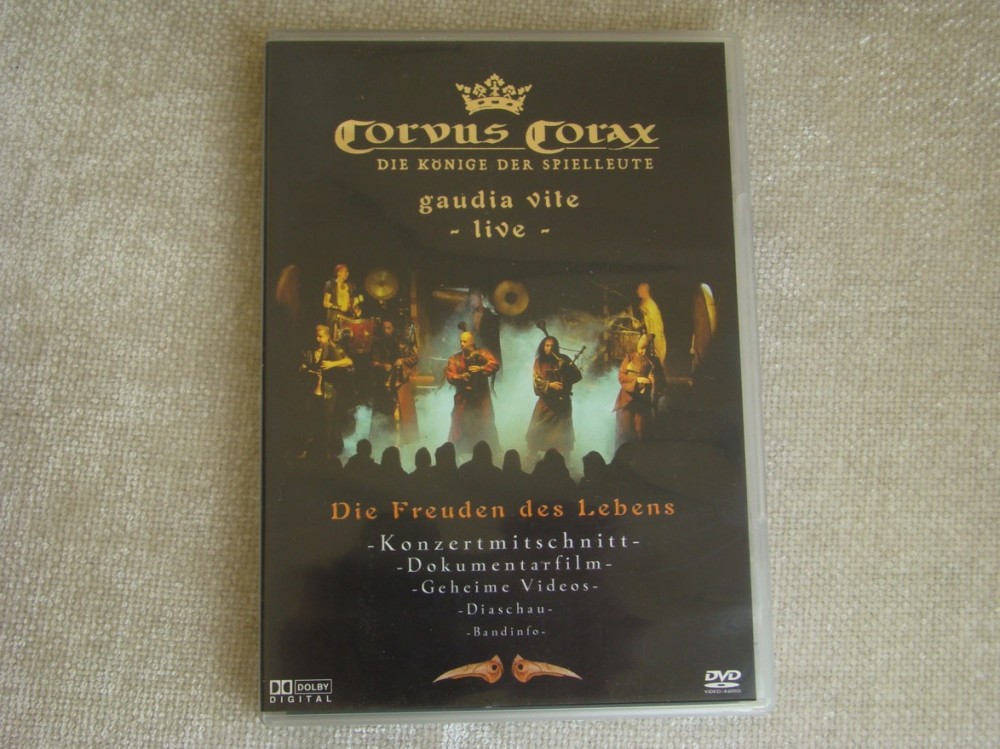 Corvus Corax
DIE KÖNIGE DER SPIELLEUTE
gaudia vite
- live -
Die Freuden des Lebens
-Konzertmitschnitt-
-Dokumentarfilm-
-Geheime Videos-
-Diaschau-
-Bandinfo-
DOLBY
DIGITAL
DVD